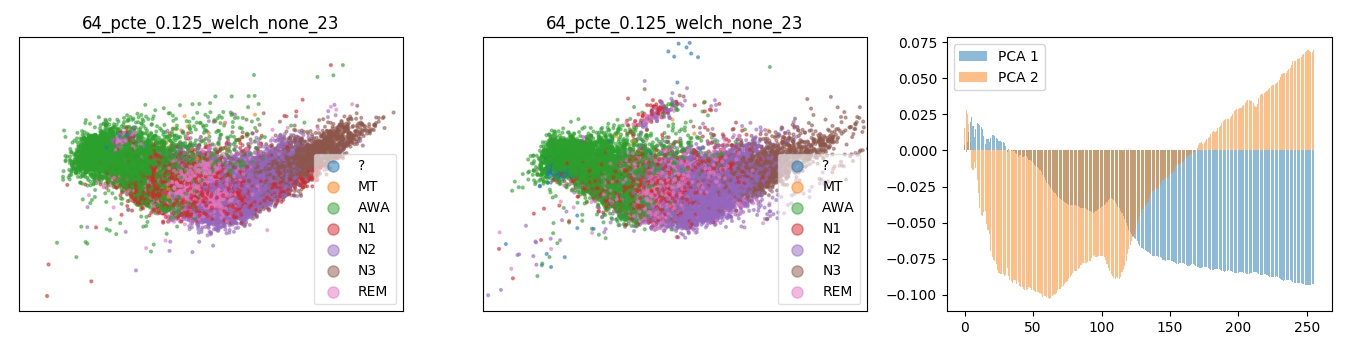 64_pcte_0.125_welch_none_23
?
MT
AWA
N1
N2
N3
REM
64_pcte_0.125_welch_none_23
?
MT
AWA
N1
N2
N3
REM
PCA 1
PCA 2
0.075
0.050
0.025
0.000
−0.025
−0.050
−0.075
−0.100
0
50
100
150
200
250